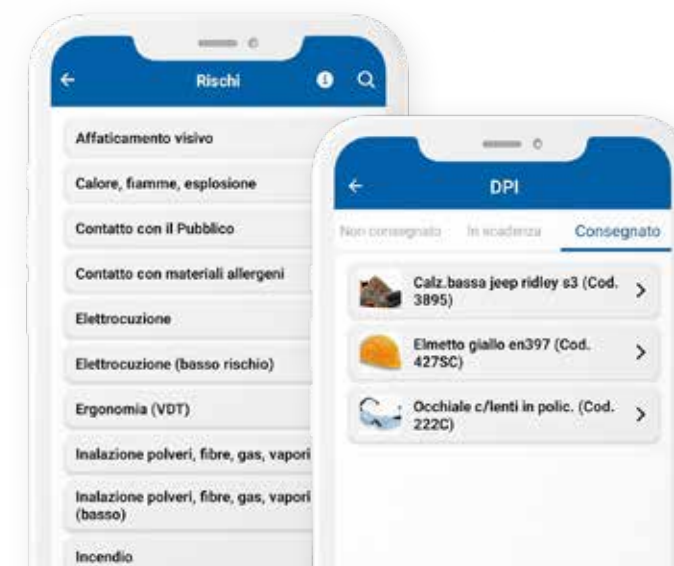 Rischi
Affaticamento visivo
Calore, fiamme, esplosione
Contatto con il Pubblico
Contatto con materiali allergeni
Elettrocuzione
Elettrocuzione (basso rischio)
Ergonomia (VDT)
Inalazione polveri, fibre, gas, vapori
Inalazione polveri, fibre, gas, vapori
(basso)
Incendio
DPI
Non consegnato In scadenza Consegnato
Calz.bassa jeep ridley s3 (Cod.
3895)
Elmetto giallo en397 (Cod.
427SC)
Occhiale c/lenti in polic. (Cod.
222C)